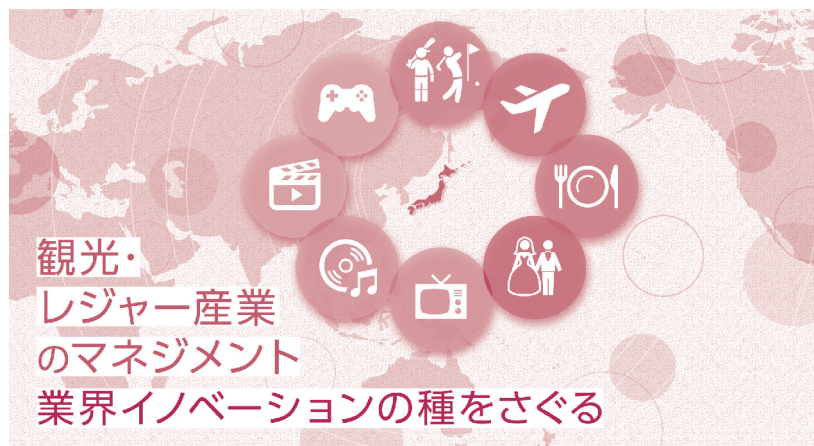 観光・
レジャー産業
のマネジメント
業界イノベーションの種をさぐる